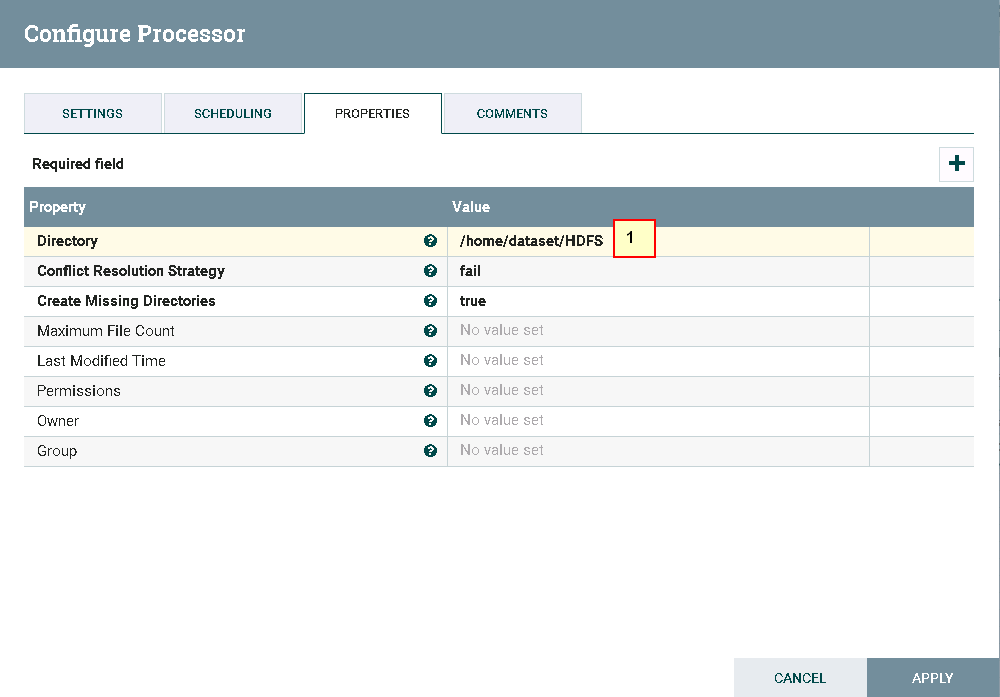 Configure Processor
SETTINGS SCHEDULING PROPERTIES COMMENTS
Required field
Property Value
Directory /home/dataset/HDFS 1
Conflict Resolution Strategy fail
Create Missing Directories true
Maximum File Count No value set
Last Modified Time No value set
Permissions No value set
Owner No value set
Group No value set
CANCEL APPLY